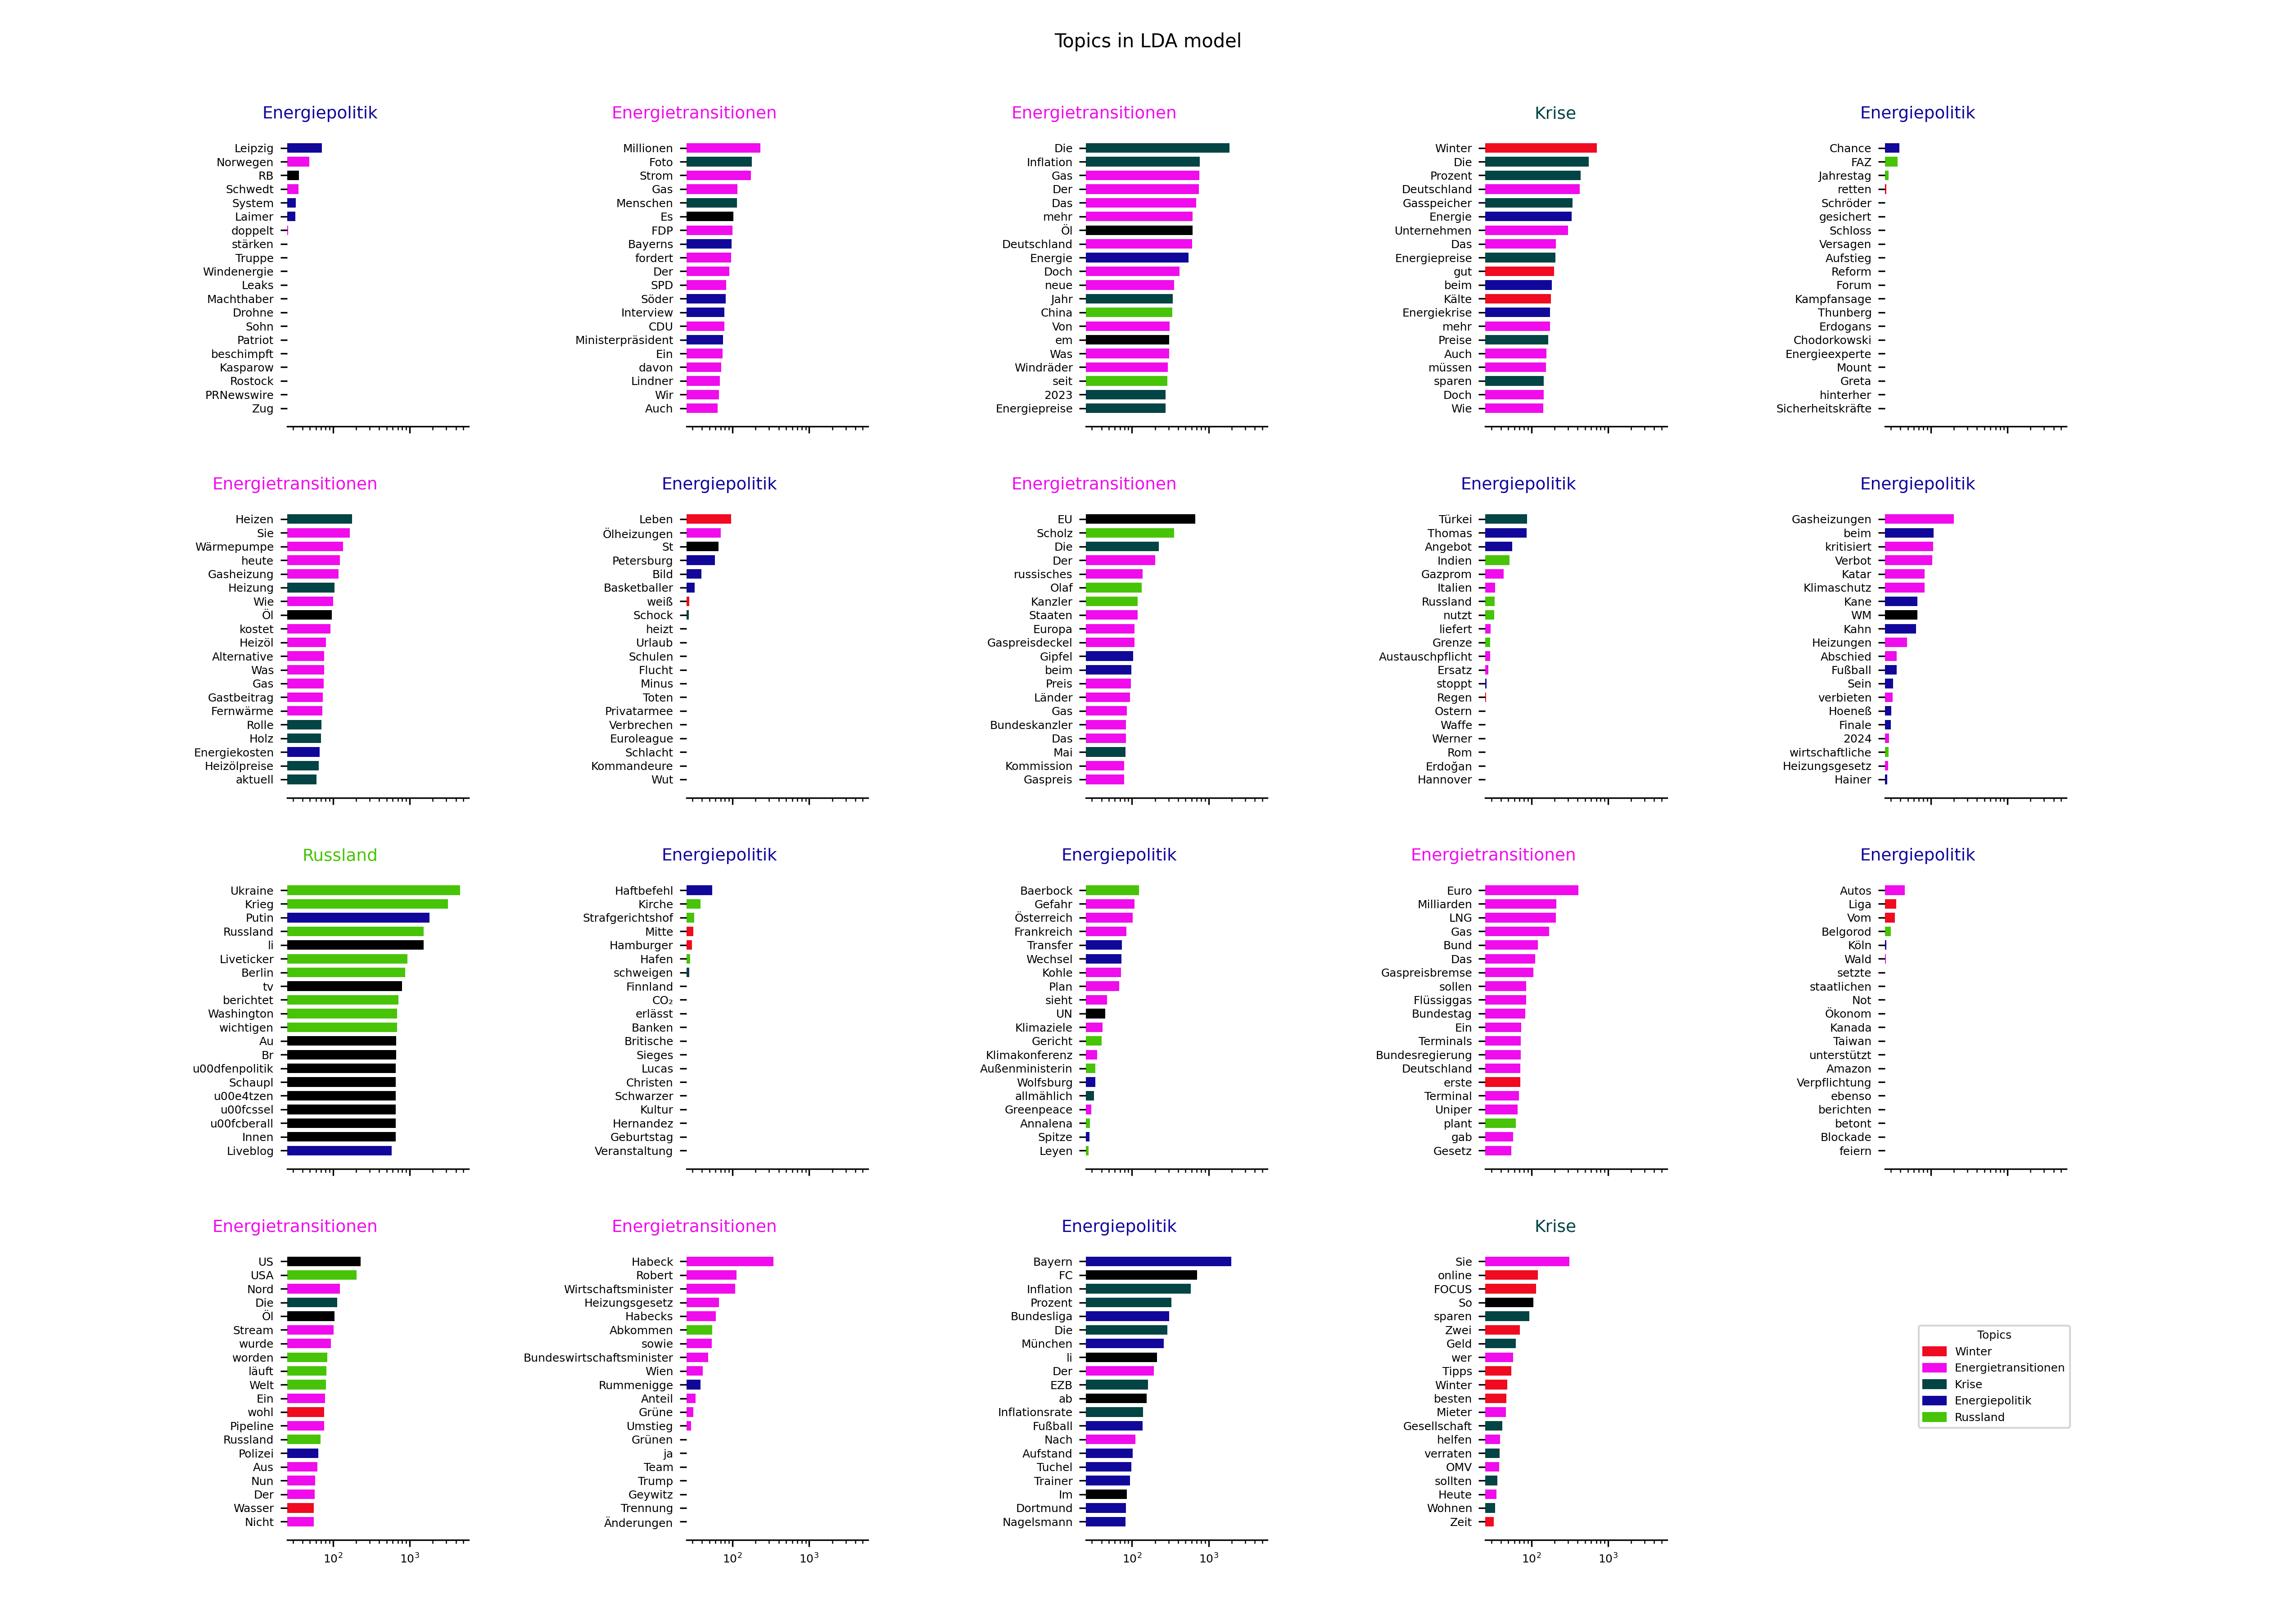 Topics in LDA model
Energiepolitik
Leipzig
Norwegen
RB
Schwedt
System
Laimer
doppelt
stärken
Truppe
Windenergie
Leaks
Machthaber
Drohne
Sohn
Patriot
beschimpft
Kasparow
Rostock
PRNewswire
Zug
Energietransitionen
Millionen
Foto
Strom
Gas
Menschen
Es
FDP
Bayerns
fordert
Der
SPD
Söder
Interview
CDU
Ministerpräsident
Ein
davon
Lindner
Wir
Auch
Energietransitionen
Die
Inflation
Gas
Der
Das
mehr
Öl
Deutschland
Energie
Doch
neue
Jahr
China
Von
em
Was
Windräder
seit
2023
Energiepreise
Krise
Winter
Die
Prozent
Deutschland
Gasspeicher
Energie
Unternehmen
Das
Energiepreise
gut
beim
Kälte
Energiekrise
mehr
Preise
Auch
müssen
sparen
Doch
Wie
Energiepolitik
Chance
FAZ
Jahrestag
retten
Schröder
gesichert
Schloss
Versagen
Aufstieg
Reform
Forum
Kampfansage
Thunberg
Erdogans
Chodorkowski
Energieexperte
Mount
Greta
hinterher
Sicherheitskräfte
Energietransitionen
Heizen
Sie
Wärmepumpe
heute
Gasheizung
Heizung
Wie
Öl
kostet
Heizöl
Alternative
Was
Gas
Gastbeitrag
Fernwärme
Rolle
Holz
Energiekosten
Heizölpreise
aktuell
Energiepolitik
Leben
Ölheizungen
St
Petersburg
Bild
Basketballer
weiß
Schock
heizt
Urlaub
Schulen
Flucht
Minus
Toten
Privatarmee
Verbrechen
Euroleague
Schlacht
Kommandeure
Wut
Energietransitionen
EU
Scholz
Die
Der
russisches
Olaf
Kanzler
Staaten
Europa
Gaspreisdeckel
Gipfel
beim
Preis
Länder
Gas
Bundeskanzler
Das
Mai
Kommission
Gaspreis
Energiepolitik
Türkei
Thomas
Angebot
Indien
Gazprom
Italien
Russland
nutzt
liefert
Grenze
Austauschpflicht
Ersatz
stoppt
Regen
Ostern
Waffe
Werner
Rom
Erdoğan
Hannover
Energiepolitik
Gasheizungen
beim
kritisiert
Verbot
Katar
Klimaschutz
Kane
WM
Kahn
Heizungen
Abschied
Fußball
Sein
verbieten
Hoeneß
Finale
2024
wirtschaftliche
Heizungsgesetz
Hainer
Russland
Ukraine
Krieg
Putin
Russland
li
Liveticker
Berlin
tv
berichtet
Washington
wichtigen
Au
Br
u00dfenpolitik
Schaupl
u00e4tzen
u00fcssel
u00fcberall
Innen
Liveblog
Energiepolitik
Haftbefehl
Kirche
Strafgerichtshof
Mitte
Hamburger
Hafen
schweigen
Finnland
CO₂
erlässt
Banken
Britische
Sieges
Lucas
Christen
Schwarzer
Kultur
Hernandez
Geburtstag
Veranstaltung
Energiepolitik
Baerbock
Gefahr
Österreich
Frankreich
Transfer
Wechsel
Kohle
Plan
sieht
UN
Klimaziele
Gericht
Klimakonferenz
Außenministerin
Wolfsburg
allmählich
Greenpeace
Annalena
Spitze
Leyen
Energietransitionen
Euro
Milliarden
LNG
Gas
Bund
Das
Gaspreisbremse
sollen
Flüssiggas
Bundestag
Ein
Terminals
Bundesregierung
Deutschland
erste
Terminal
Uniper
plant
gab
Gesetz
Energiepolitik
Autos
Liga
Vom
Belgorod
Köln
Wald
setzte
staatlichen
Not
Ökonom
Kanada
Taiwan
unterstützt
Amazon
Verpflichtung
ebenso
berichten
betont
Blockade
feiern
Energietransitionen
US
USA
Nord
Die
Öl
Stream
wurde
worden
läuft
Welt
Ein
wohl
Pipeline
Russland
Polizei
Aus
Nun
Der
Wasser
Nicht
10² 10³
Energietransitionen
Habeck
Robert
Wirtschaftsminister
Heizungsgesetz
Habecks
Abkommen
sowie
Bundeswirtschaftsminister
Wien
Rummenigge
Anteil
Grüne
Umstieg
Grünen
ja
Team
Trump
Geywitz
Trennung
Änderungen
10² 10³
Energiepolitik
Bayern
FC
Inflation
Prozent
Bundesliga
Die
München
li
Der
EZB
ab
Inflationsrate
Fußball
Nach
Aufstand
Tuchel
Trainer
Im
Dortmund
Nagelsmann
10² 10³
Krise
Sie
online
FOCUS
So
sparen
Zwei
Geld
wer
Tipps
Winter
besten
Mieter
Gesellschaft
helfen
verraten
OMV
sollten
Heute
Wohnen
Zeit
10² 10³
Topics
Winter
Energietransitionen
Krise
Energiepolitik
Russland